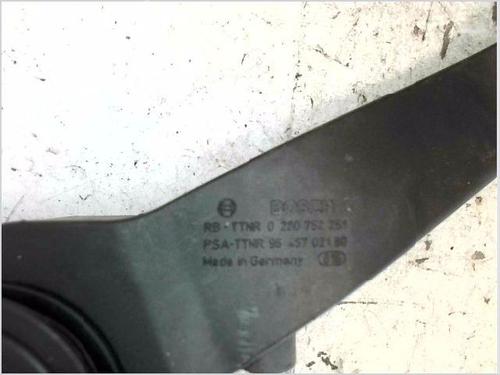 BOSCH
RB-TTNR 0 280 752 251
PSA-TTNR 96 457 021 80
Made in Germany